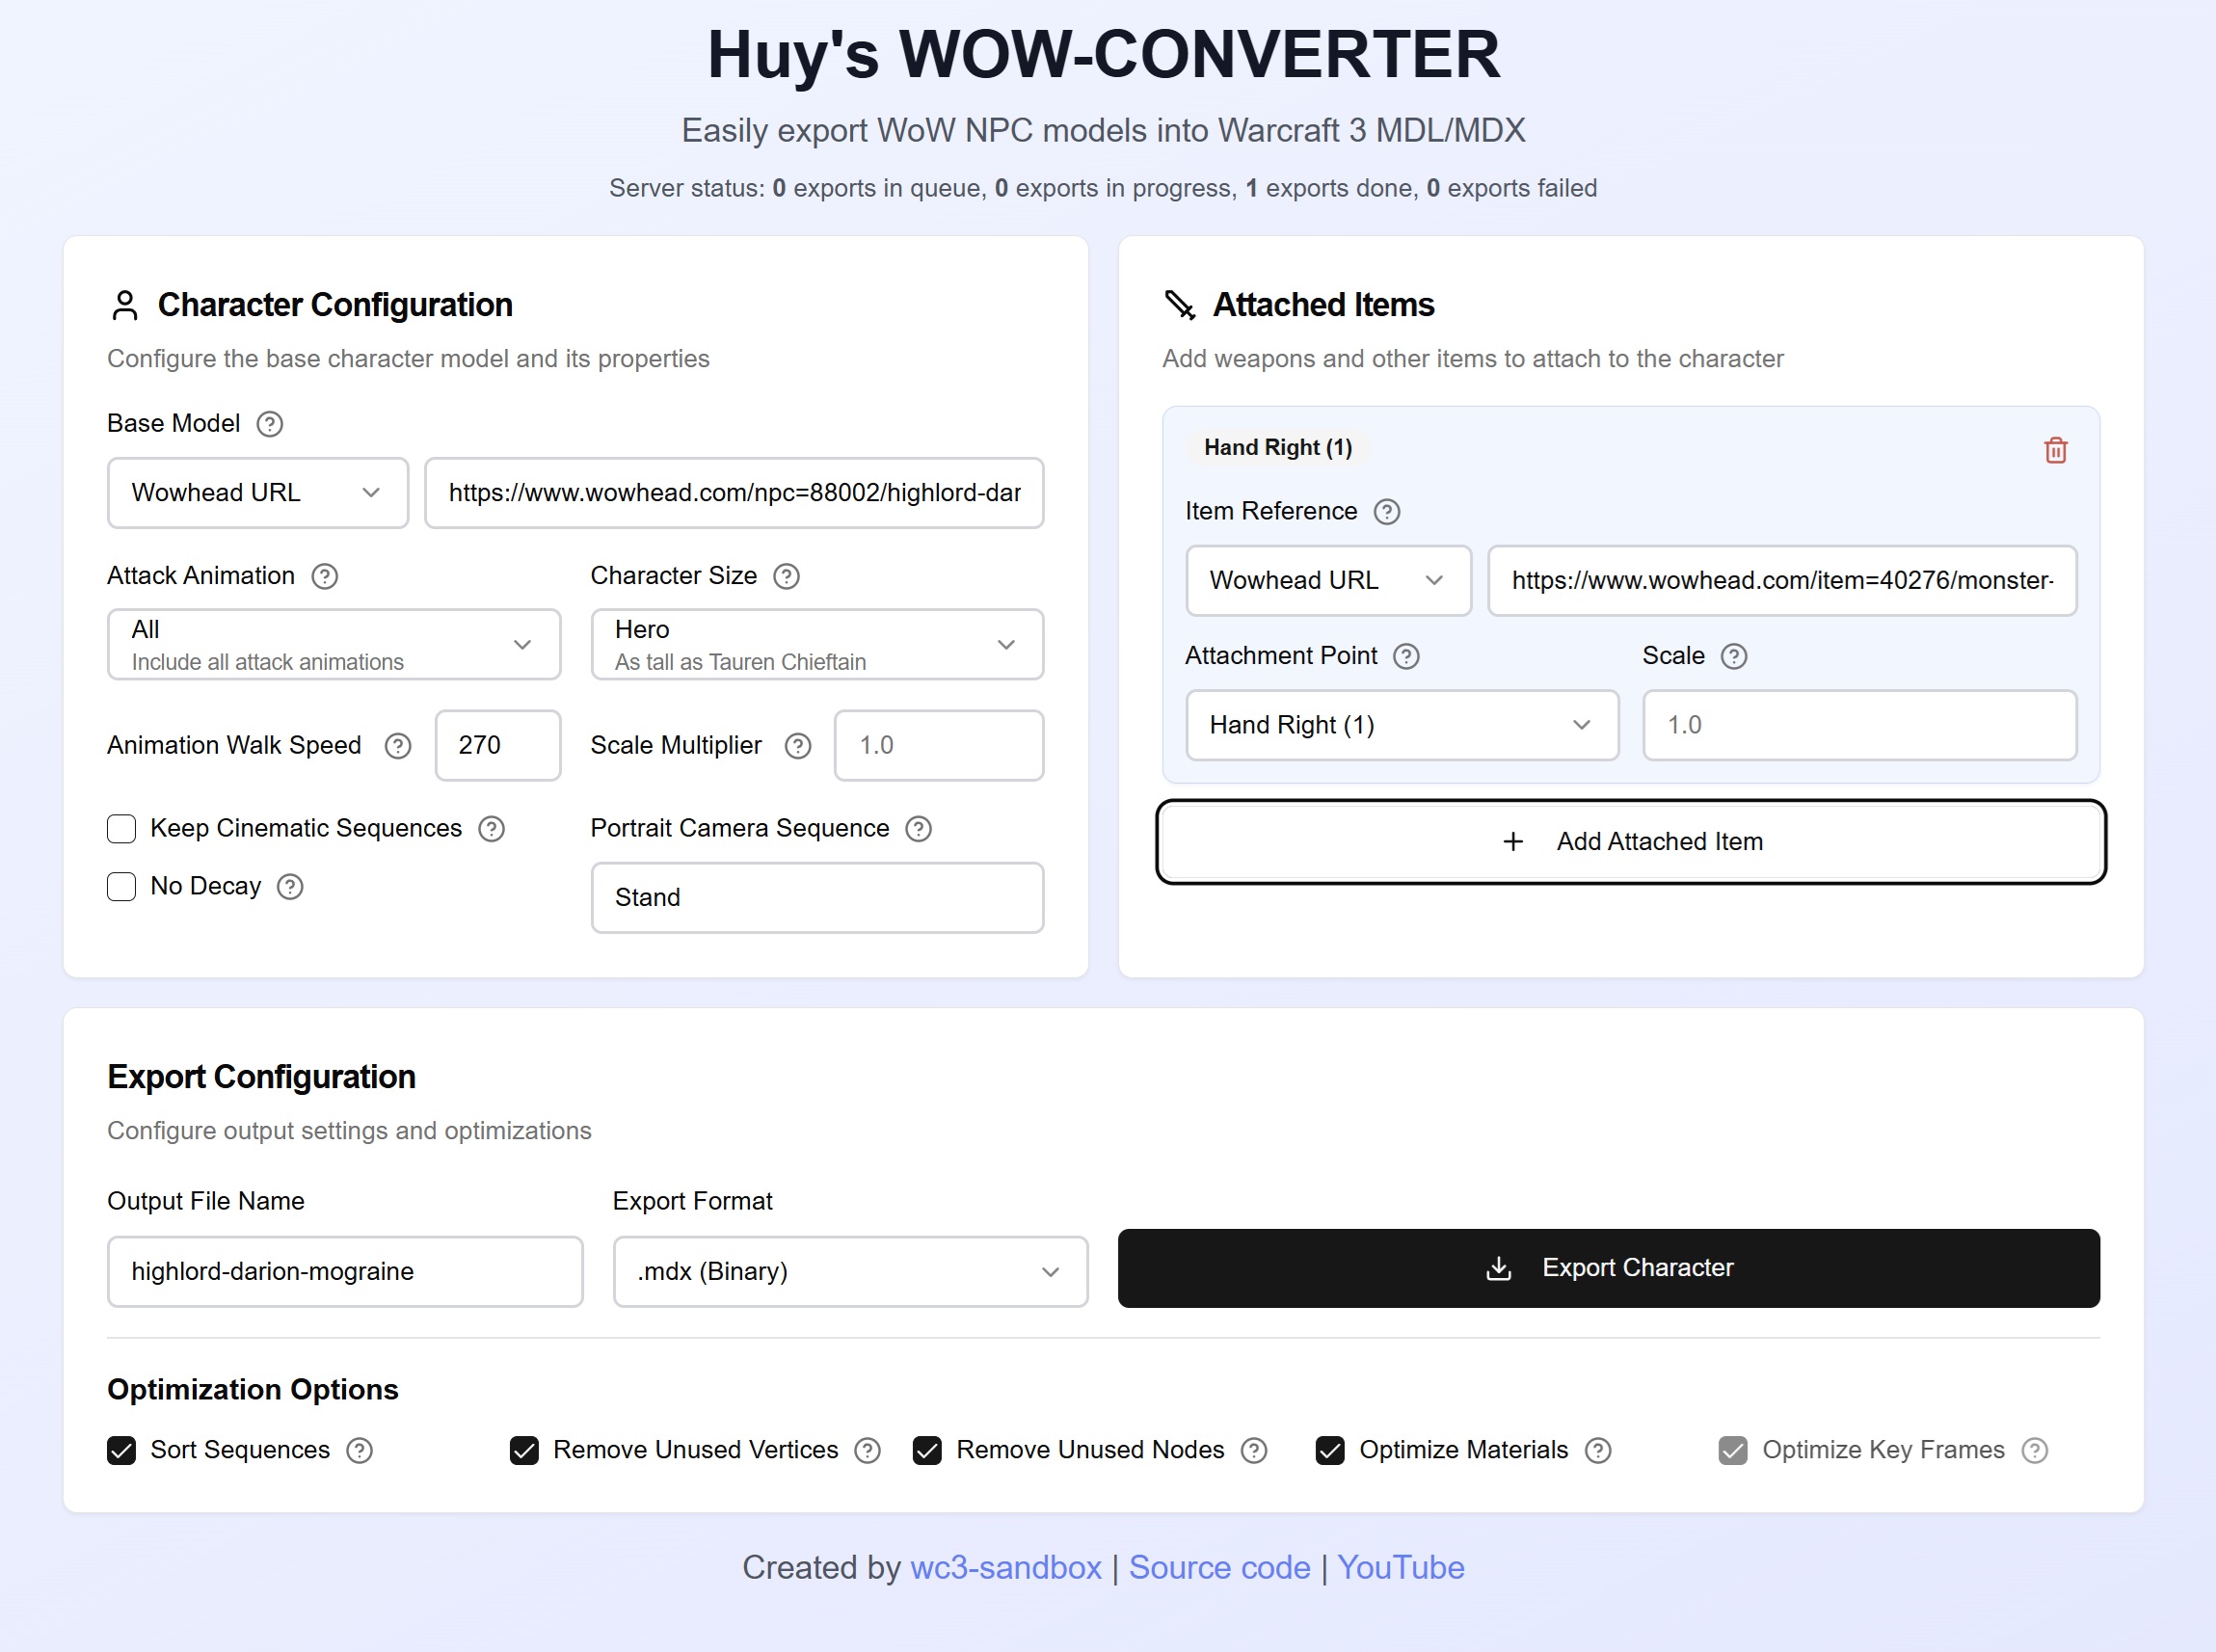 Huy's WOW-CONVERTER
Easily export WoW NPC models into Warcraft 3 MDL/MDX
Server status: 0 exports in queue, 0 exports in progress, 1 exports done, 0 exports failed
Character Configuration
Configure the base character model and its properties
Base Model
Wowhead URL
https://www.wowhead.com/npc=88002/highlord-dar
Attack Animation
Character Size
All
Include all attack animations
Hero
As tall as Tauren Chieftain
Animation Walk Speed
270
Scale Multiplier
1.0
Keep Cinematic Sequences
Portrait Camera Sequence
No Decay
Stand
Attached Items
Add weapons and other items to attach to the character
Hand Right (1)
Item Reference
Wowhead URL
https://www.wowhead.com/item=40276/monster-
Attachment Point
Scale
Hand Right (1)
1.0
Add Attached Item
Export Configuration
Configure output settings and optimizations
Output File Name
Export Format
highlord-darion-mograine
.mdx (Binary)
Export Character
Optimization Options
Sort Sequences
Remove Unused Vertices
Remove Unused Nodes
Optimize Materials
Optimize Key Frames
Created by wc3-sandbox | Source code | YouTube